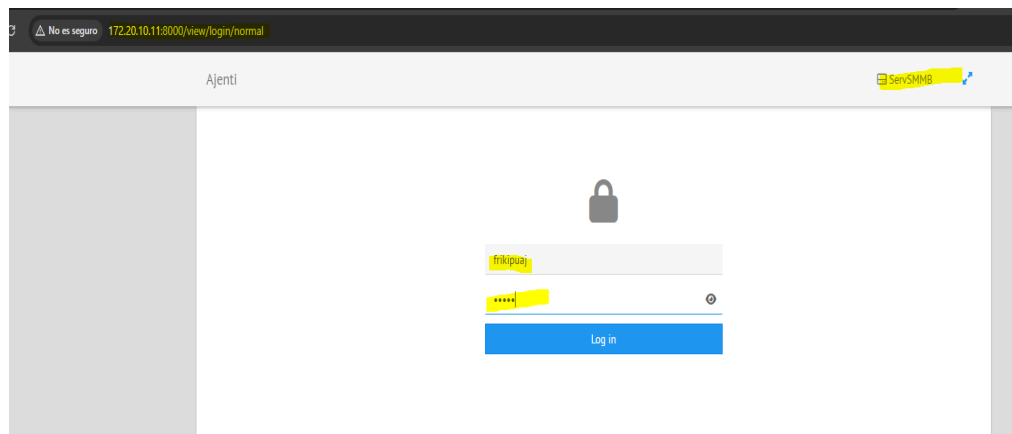 No es seguro 172.20.10.11:8000/view/login/normal
Ajenti ServSMMB
frikipuaj
•••••
Log in